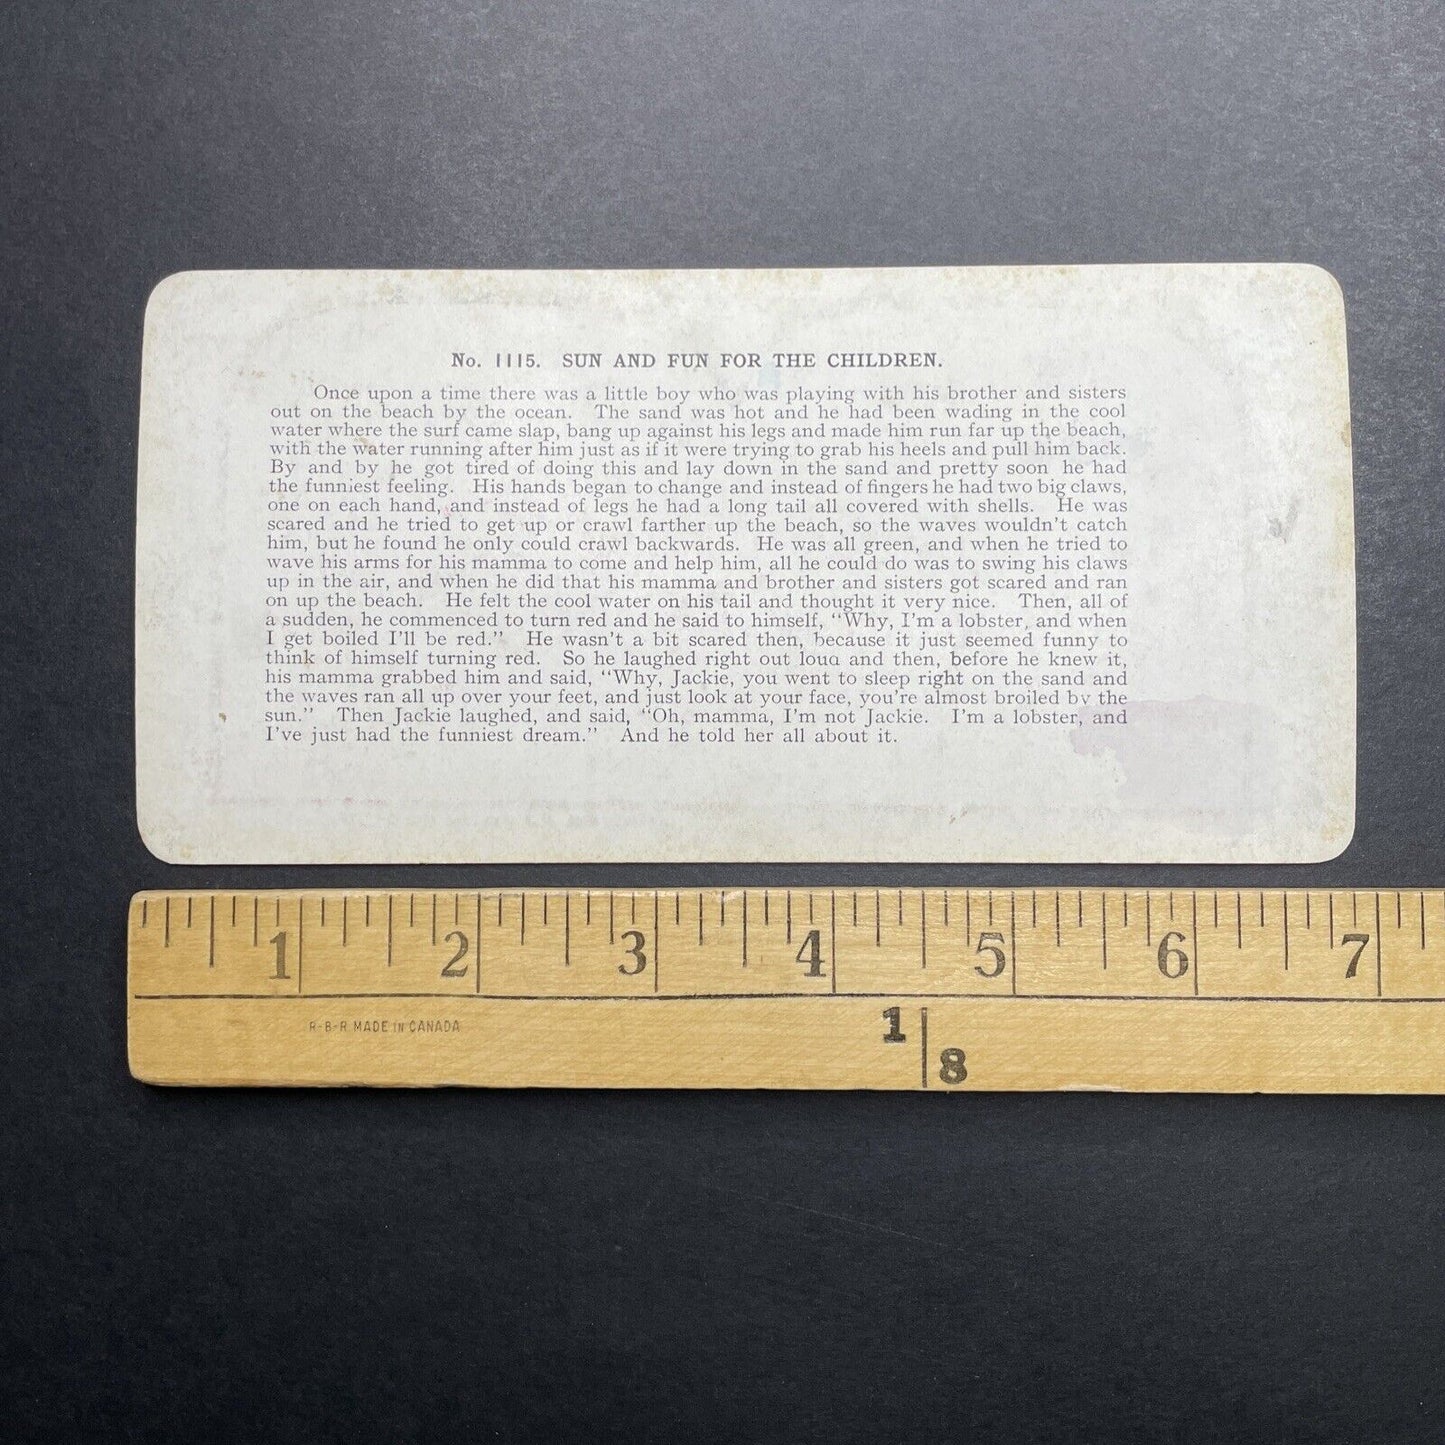 No. 1115. SUN AND FUN FOR THE CHILDREN.
Once upon a time there was a little boy who was playing with his brother and sisters
out on the beach by the ocean. The sand was hot and he had been wading in the cool
water where the surf came slap, bang up against his legs and made him run far up the beach,
with the water running after him just as if it were trying to grab his heels and pull him back.
By and by he got tired of doing this and lay down in the sand and pretty soon he had
the funniest feeling. His hands began to change and instead of fingers he had two big claws,
one on each hand, and instead of legs he had a long tail all covered with shells. He was
scared and he tried to get up or crawl farther up the beach, so the waves wouldn't catch
him, but he found he only could crawl backwards. He was all green, and when he tried to
wave his arms for his mamma to come and help him, all he could do was to swing his claws
up in the air, and when he did that his mamma and brother and sisters got scared and ran
on up the beach. He felt the cool water on his tail and thought it very nice. Then, all of
a sudden, he commenced to turn red and he said to himself, "Why, I'm a lobster, and when
I get boiled I'll be red." He wasn't a bit scared then, because it just seemed funny to
think of himself turning red. So he laughed right out loud and then, before he knew it,
his mamma grabbed him and said, "Why, Jackie, you went to sleep right on the sand and
the waves ran all up over your feet, and just look at your face, you're almost broiled by the
sun." Then Jackie laughed, and said, "Oh, mamma, I'm not Jackie. I'm a lobster, and
I've just had the funniest dream." And he told her all about it.
1 2 3 4 5 6 7
R-B-R MADE IN CANADA
1
8